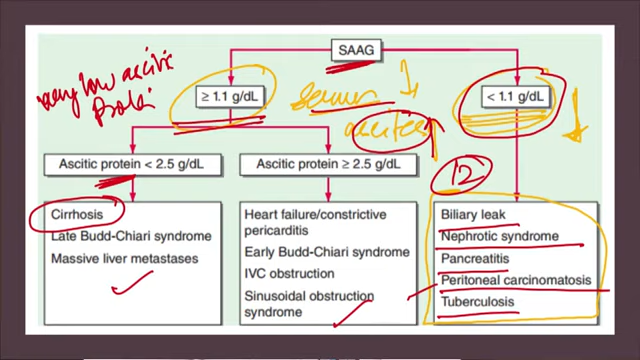 SAAG
very low ascitic
Protein
≥ 1.1 g/dL
serum ↓
ascites ↑
< 1.1 g/dL
12
Ascitic protein < 2.5 g/dL
Ascitic protein ≥ 2.5 g/dL
Cirrhosis
Late Budd-Chiari syndrome
Massive liver metastases
Heart failure/constrictive
pericarditis
Early Budd-Chiari syndrome
IVC obstruction
Sinusoidal obstruction
syndrome
Biliary leak
Nephrotic syndrome
Pancreatitis
Peritoneal carcinomatosis
Tuberculosis